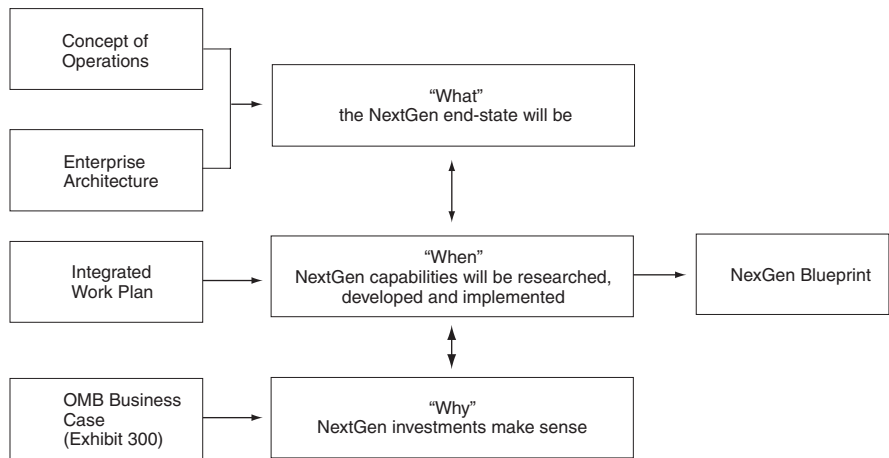 Concept of
Operations
“What”
the NextGen end-state will be
Enterprise
Architecture
“When”
NextGen capabilities will be researched,
developed and implemented
Integrated
Work Plan
NexGen Blueprint
OMB Business
Case
(Exhibit 300)
“Why”
NextGen investments make sense